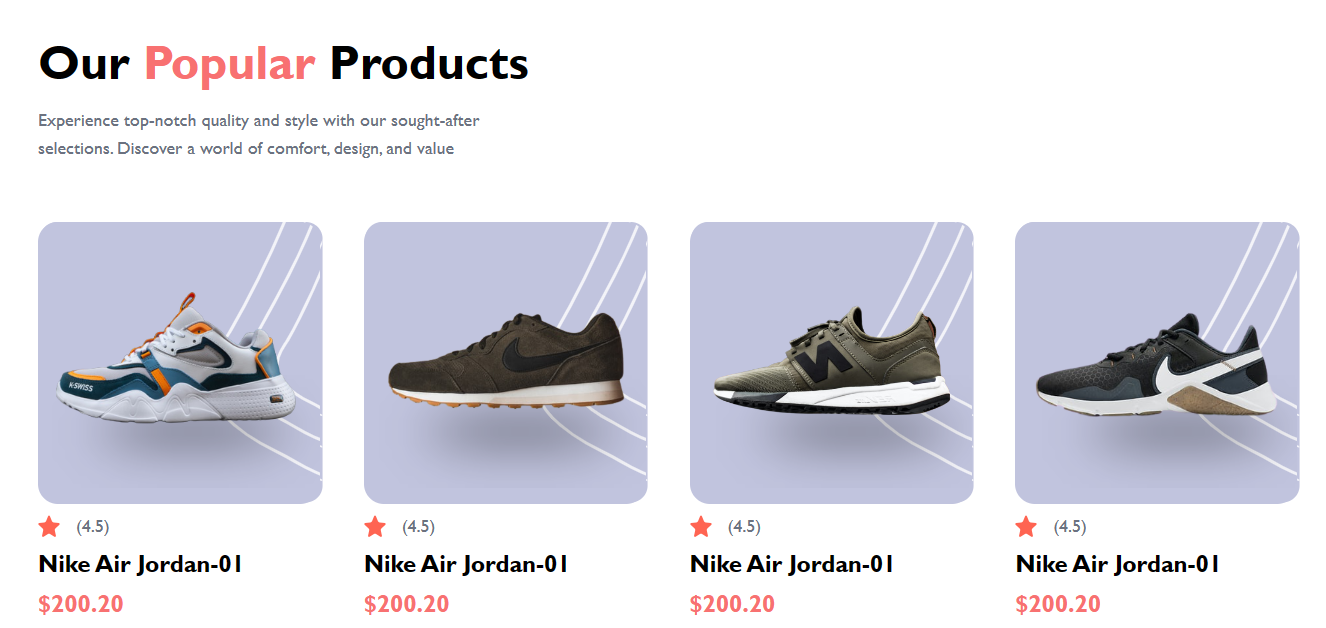 Our Popular Products
Experience top-notch quality and style with our sought-after
selections. Discover a world of comfort, design, and value
K-SWISS
N
(4.5)
(4.5)
(4.5)
(4.5)
Nike Air Jordan-01
Nike Air Jordan-01
Nike Air Jordan-01
Nike Air Jordan-01
$200.20
$200.20
$200.20
$200.20